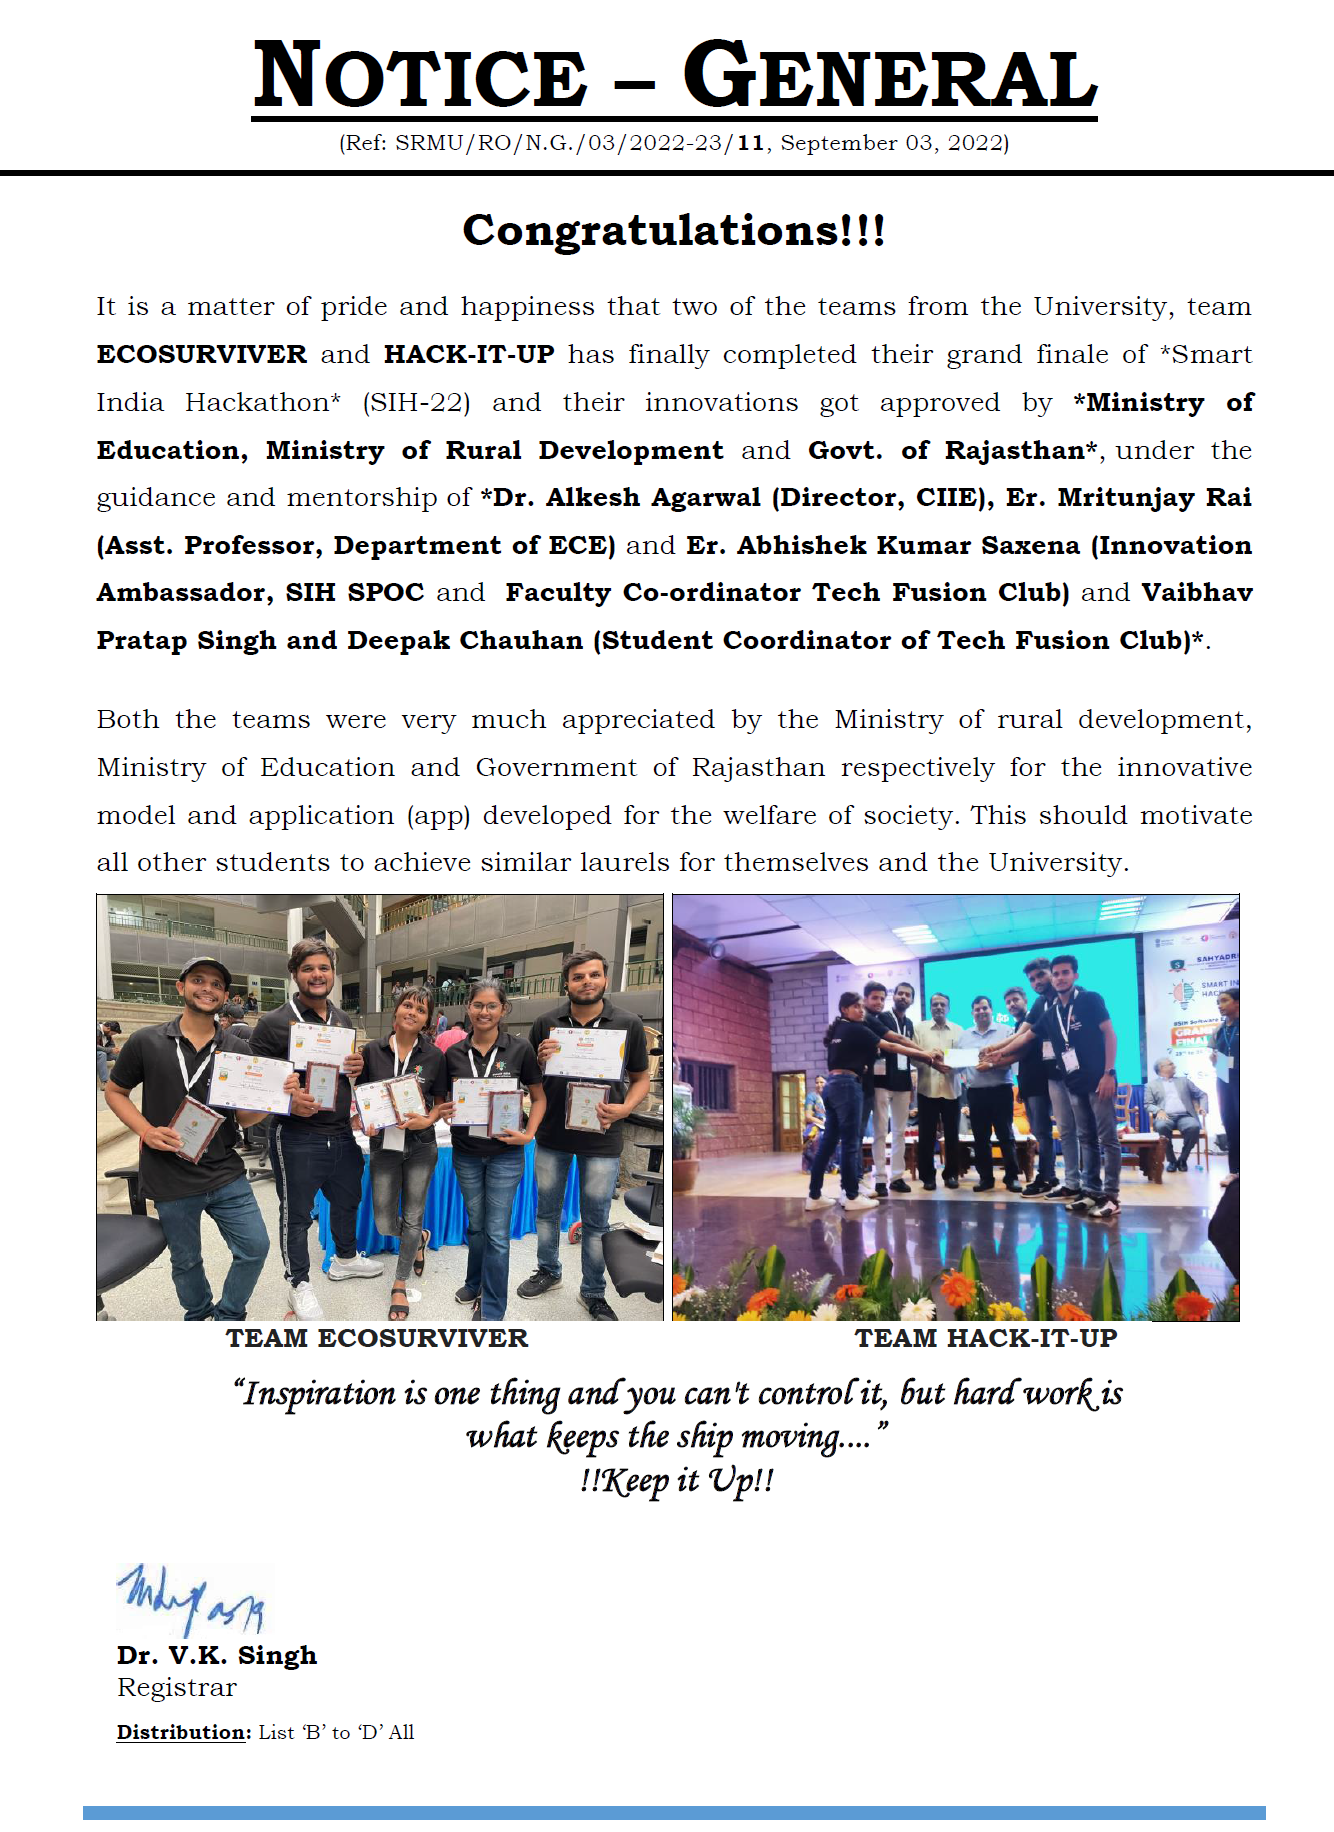 NOTICE – GENERAL
(Ref: SRMU/RO/N.G./03/2022-23/11, September 03, 2022)
Congratulations!!!
It is a matter of pride and happiness that two of the teams from the University, team
ECOSURVIVER and HACK-IT-UP has finally completed their grand finale of *Smart
India Hackathon* (SIH-22) and their innovations got approved by *Ministry of
Education, Ministry of Rural Development and Govt. of Rajasthan*, under the
guidance and mentorship of *Dr. Alkesh Agarwal (Director, CIIE), Er. Mritunjay Rai
(Asst. Professor, Department of ECE) and Er. Abhishek Kumar Saxena (Innovation
Ambassador, SIH SPOC and Faculty Co-ordinator Tech Fusion Club) and Vaibhav
Pratap Singh and Deepak Chauhan (Student Coordinator of Tech Fusion Club)*.
Both the teams were very much appreciated by the Ministry of rural development,
Ministry of Education and Government of Rajasthan respectively for the innovative
model and application (app) developed for the welfare of society. This should motivate
all other students to achieve similar laurels for themselves and the University.
SAHYADRI
SMART IN
HACK
TEAM ECOSURVIVER
TEAM HACK-IT-UP
“Inspiration is one thing and you can't control it, but hard work is
what keeps the ship moving....”
!!Keep it Up!!
Dr. V.K. Singh
Registrar
Distribution: List ‘B’ to ‘D’ All